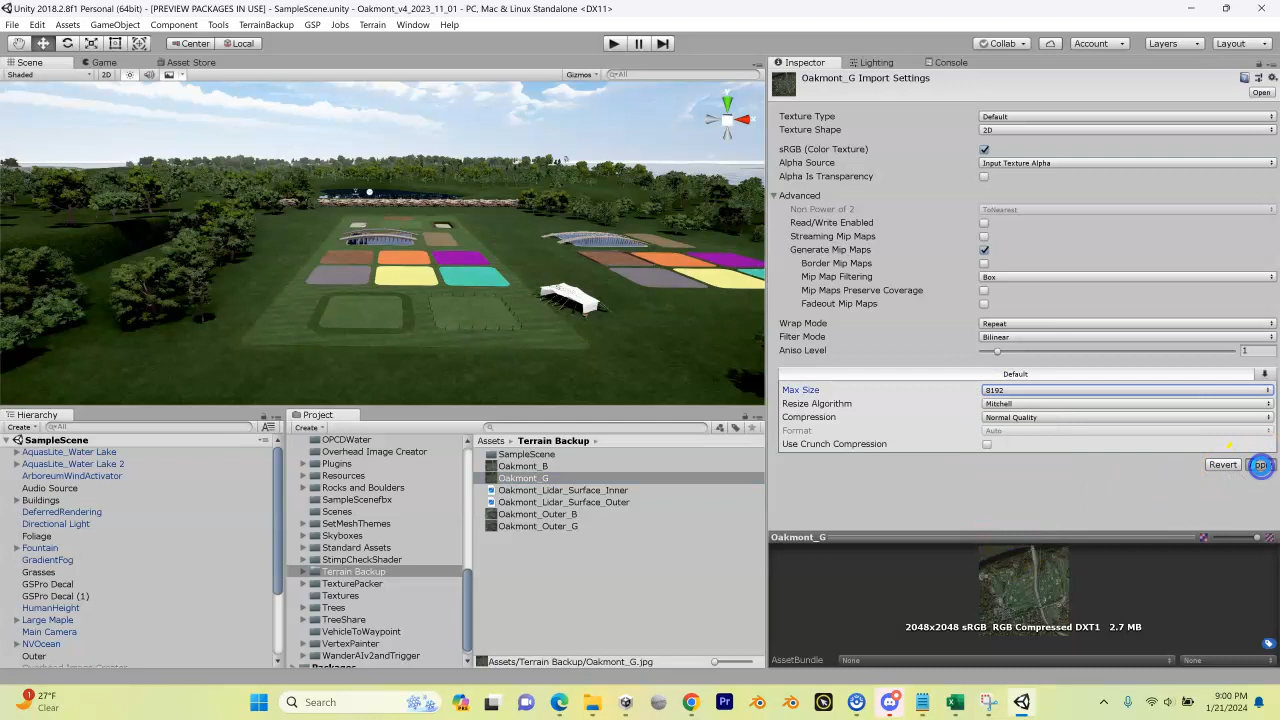 Unity 2018.2.8f1 Personal (64bit) - [PREVIEW PACKAGES IN USE] - SampleScene.unity - Oakmont_v4_2023_11_01 - PC, Mac & Linux Standalone <DX11>
File Edit Assets GameObject Component Tools TerrainBackup GSP Jobs Terrain Window Help
Center Local Collab Account Layers Layout
Scene Game Asset Store
Shaded 2D Gizmos All
Inspector Lighting Console
Oakmont_G Import Settings
Open
Texture Type Default
Texture Shape 2D
sRGB (Color Texture)
Alpha Source Input Texture Alpha
Alpha Is Transparency
Advanced
Non Power of 2 ToNearest
Read/Write Enabled
Streaming Mip Maps
Generate Mip Maps
Border Mip Maps
Mip Map Filtering Box
Mip Maps Preserve Coverage
Fadeout Mip Maps
Wrap Mode Repeat
Filter Mode Bilinear
Aniso Level 1
Default
Max Size 8192
Resize Algorithm Mitchell
Compression Normal Quality
Format Auto
Use Crunch Compression
Revert Apply
Oakmont_G
2048x2048 sRGB RGB Compressed DXT1 2.7 MB
AssetBundle None None
Hierarchy
Create All
SampleScene
AquasLite_Water Lake
AquasLite_Water Lake 2
ArboreumWindActivator
Audio Source
Buildings
DeferredRendering
Directional Light
Foliage
Fountain
GradientFog
Grasses
GSPro Decal
GSPro Decal (1)
HumanHeight
Large Maple
Main Camera
NVOcean
Outer
Overhead Image Creator
Project
Create
OPCDWater
Overhead Image Creator
Plugins
Resources
Rocks and Boulders
SampleScenefbx
Scenes
SetMeshThemes
Skyboxes
Standard Assets
StimpCheckShader
Terrain Backup
TexturePacker
Textures
Trees
TreeShare
VehicleToWaypoint
VertexPainter
WanderAIv2andTrigger
Packages
Assets Terrain Backup
SampleScene
Oakmont_B
Oakmont_G
Oakmont_Lidar_Surface_Inner
Oakmont_Lidar_Surface_Outer
Oakmont_Outer_B
Oakmont_Outer_G
Assets/Terrain Backup/Oakmont_G.jpg
27°F
Clear
Search
Pr
9:00 PM
1/21/2024